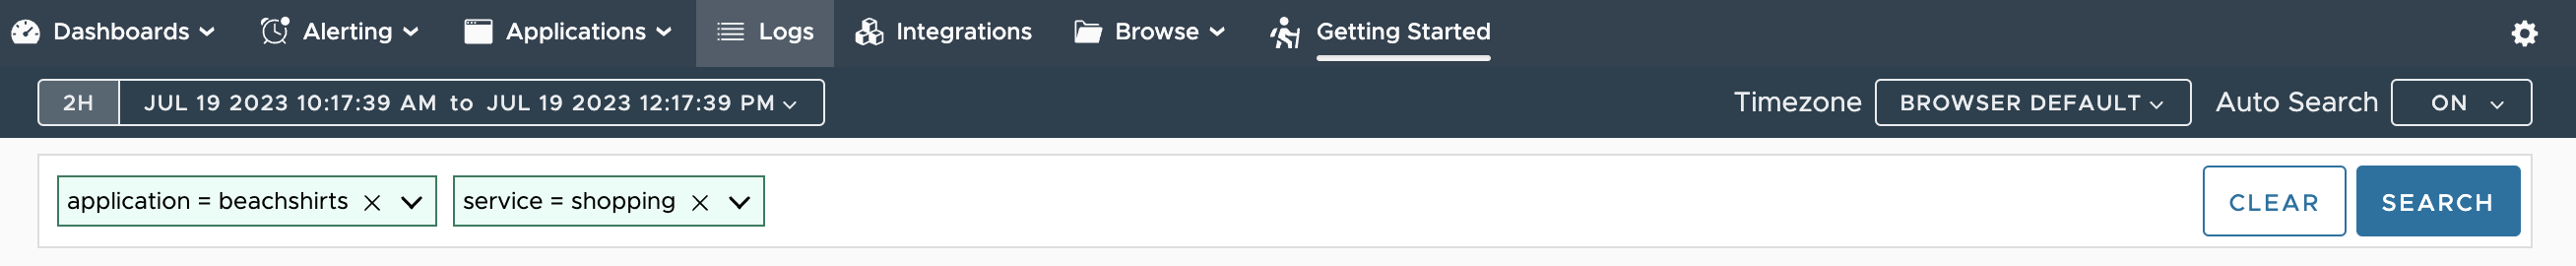 Dashboards Alerting Applications Logs Integrations Browse Getting Started
2H JUL 19 2023 10:17:39 AM to JUL 19 2023 12:17:39 PM Timezone BROWSER DEFAULT Auto Search ON
application = beachshirts service = shopping CLEAR SEARCH